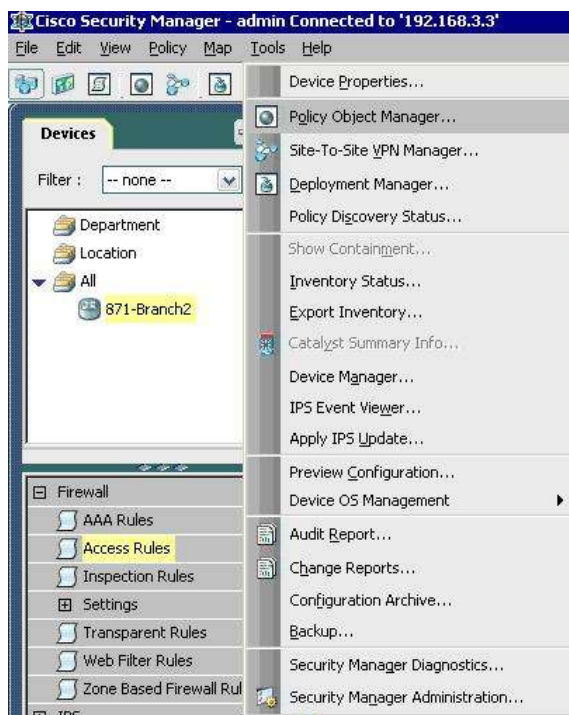 Cisco Security Manager - admin Connected to '192.168.3.3'
File Edit View Policy Map Tools Help
Devices
Filter : -- none --
Department
Location
All
871-Branch2
Firewall
AAA Rules
Access Rules
Inspection Rules
Settings
Transparent Rules
Web Filter Rules
Zone Based Firewall Rul
IPS
Device Properties...
Policy Object Manager...
Site-To-Site VPN Manager...
Deployment Manager...
Policy Discovery Status...
Show Containment...
Inventory Status...
Export Inventory...
Catalyst Summary Info...
Device Manager...
IPS Event Viewer...
Apply IPS Update...
Preview Configuration...
Device OS Management
Audit Report...
Change Reports...
Configuration Archive...
Backup...
Security Manager Diagnostics...
Security Manager Administration...